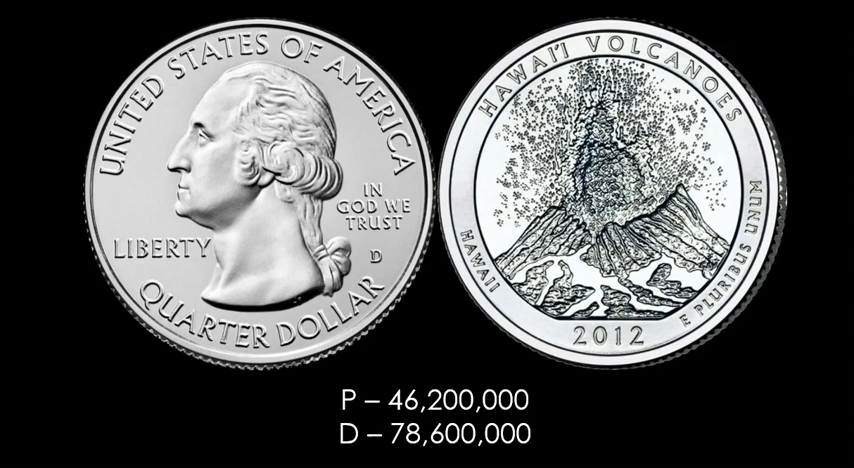 UNITED STATES OF AMERICA
IN
GOD WE
TRUST
LIBERTY
D
QUARTER DOLLAR
HAWAI'I VOLCANOES
HAWAII
E PLURIBUS UNUM
2012
P – 46,200,000
D – 78,600,000